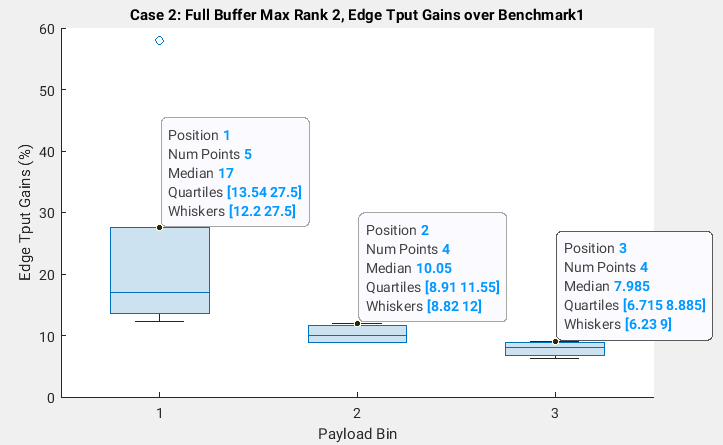 Case 2: Full Buffer Max Rank 2, Edge Tput Gains over Benchmark1
Edge Tput Gains (%)
60
50
40
30
20
10
0
Position 1
Num Points 5
Median 17
Quartiles [13.54 27.5]
Whiskers [12.2 27.5]
Position 2
Num Points 4
Median 10.05
Quartiles [8.91 11.55]
Whiskers [8.82 12]
Position 3
Num Points 4
Median 7.985
Quartiles [6.715 8.885]
Whiskers [6.23 9]
1
2
3
Payload Bin